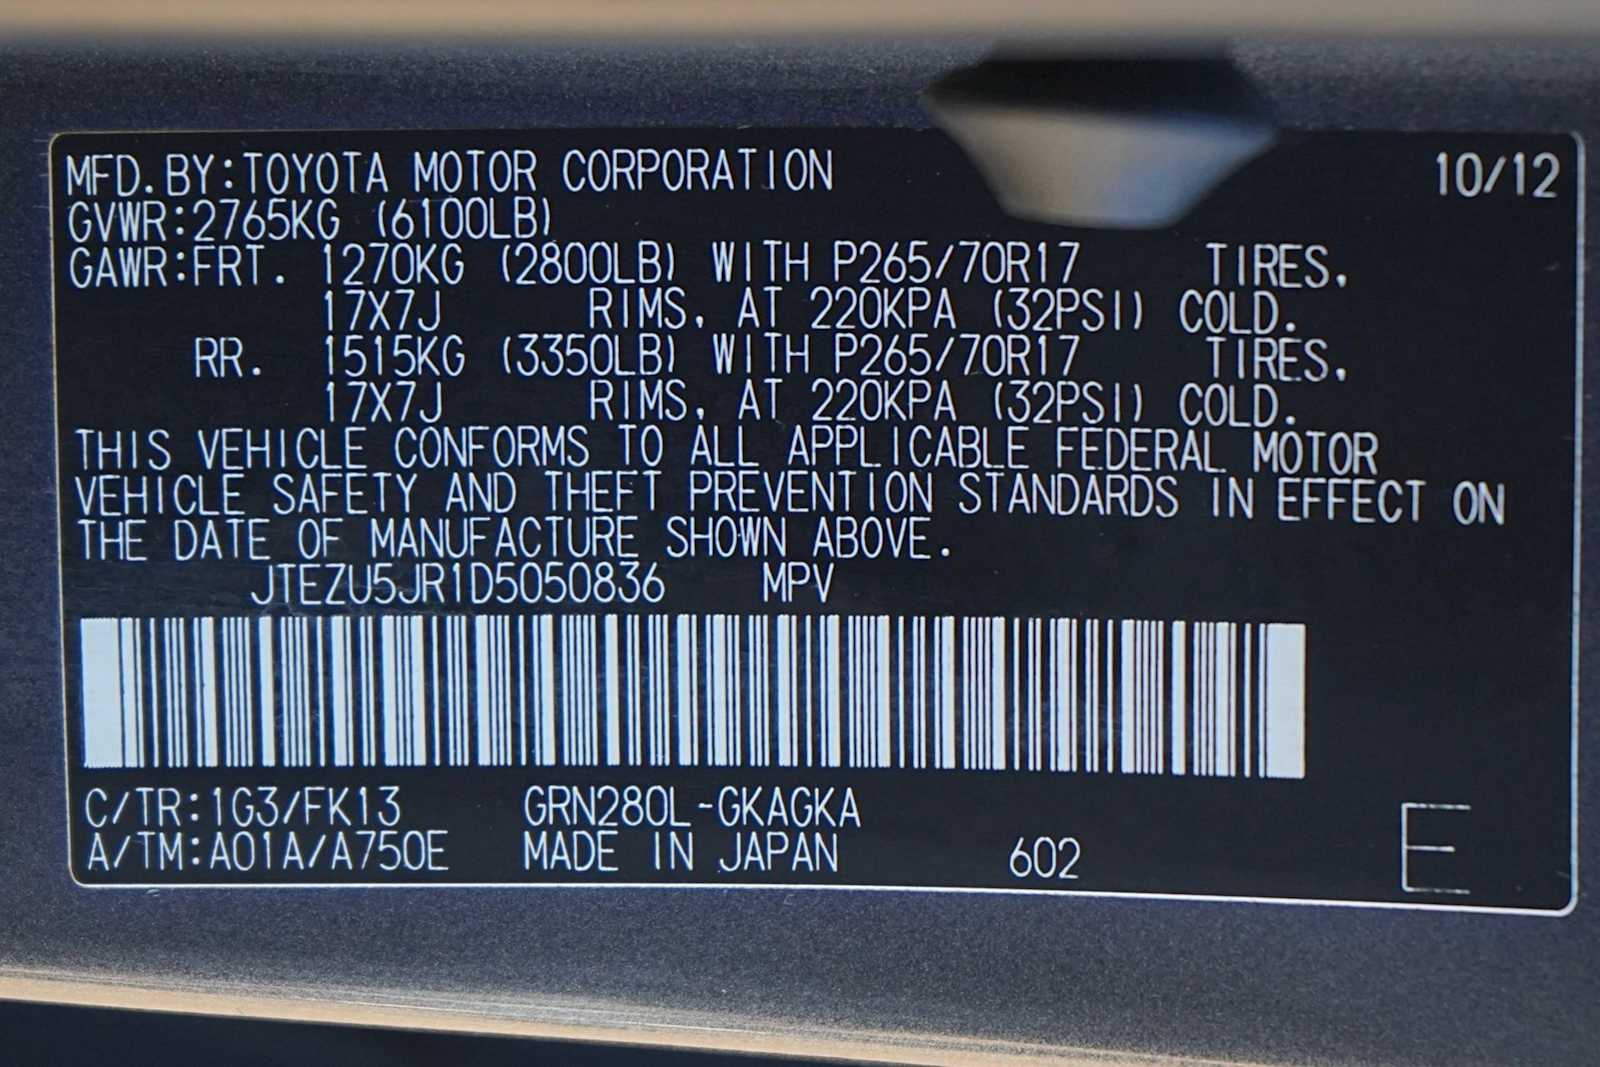 MFD.BY:TOYOTA MOTOR CORPORATION 10/12
GVWR:2765KG (6100LB)
GAWR:FRT. 1270KG (2800LB) WITH P265/70R17 TIRES,
17X7J RIMS, AT 220KPA (32PSI) COLD.
RR. 1515KG (3350LB) WITH P265/70R17 TIRES,
17X7J RIMS, AT 220KPA (32PSI) COLD.
THIS VEHICLE CONFORMS TO ALL APPLICABLE FEDERAL MOTOR
VEHICLE SAFETY AND THEFT PREVENTION STANDARDS IN EFFECT ON
THE DATE OF MANUFACTURE SHOWN ABOVE.
JTEZU5JR1D5050836 MPV
C/TR:1G3/FK13 GRN280L-GKAGKA
A/TM:A01A/A750E MADE IN JAPAN 602 E